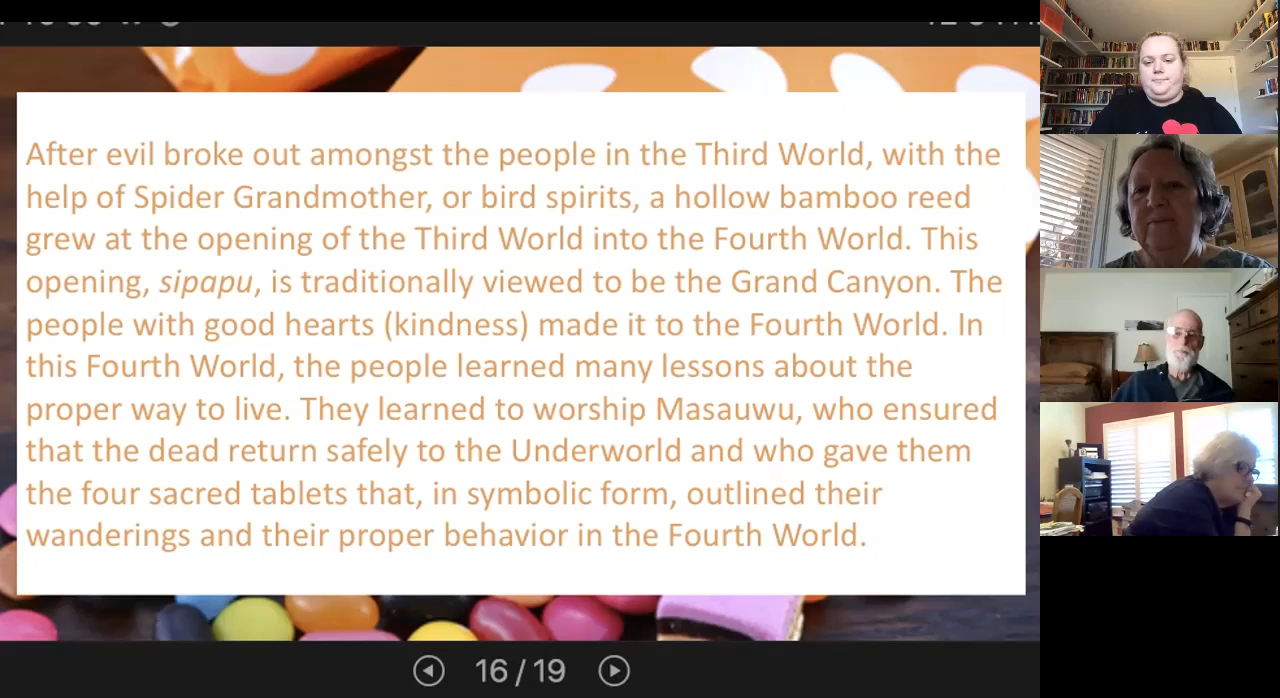 After evil broke out amongst the people in the Third World, with the
help of Spider Grandmother, or bird spirits, a hollow bamboo reed
grew at the opening of the Third World into the Fourth World. This
opening, sipapu, is traditionally viewed to be the Grand Canyon. The
people with good hearts (kindness) made it to the Fourth World. In
this Fourth World, the people learned many lessons about the
proper way to live. They learned to worship Masauwu, who ensured
that the dead return safely to the Underworld and who gave them
the four sacred tablets that, in symbolic form, outlined their
wanderings and their proper behavior in the Fourth World.
16 / 19